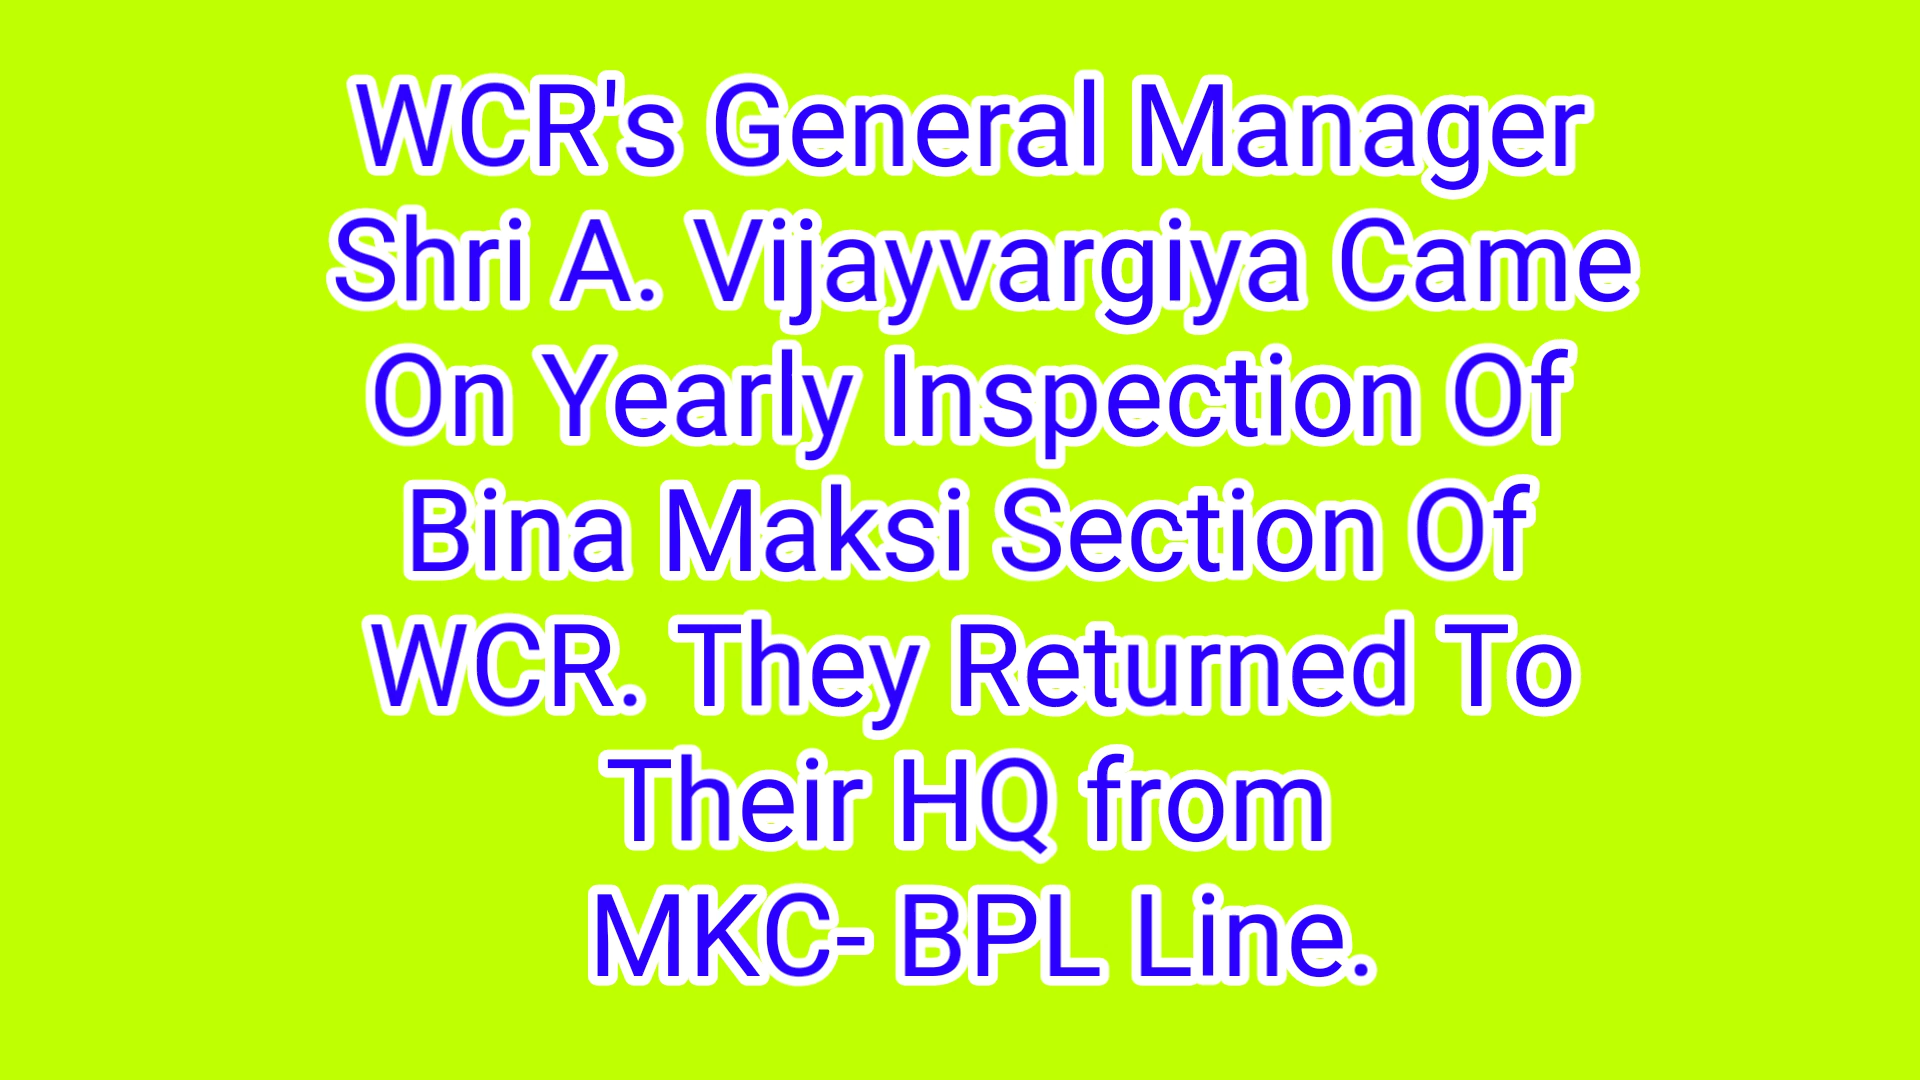 WCR's General Manager
Shri A. Vijayvargiya Came
On Yearly Inspection Of
Bina Maksi Section Of
WCR. They Returned To
Their HQ from
MKC- BPL Line.